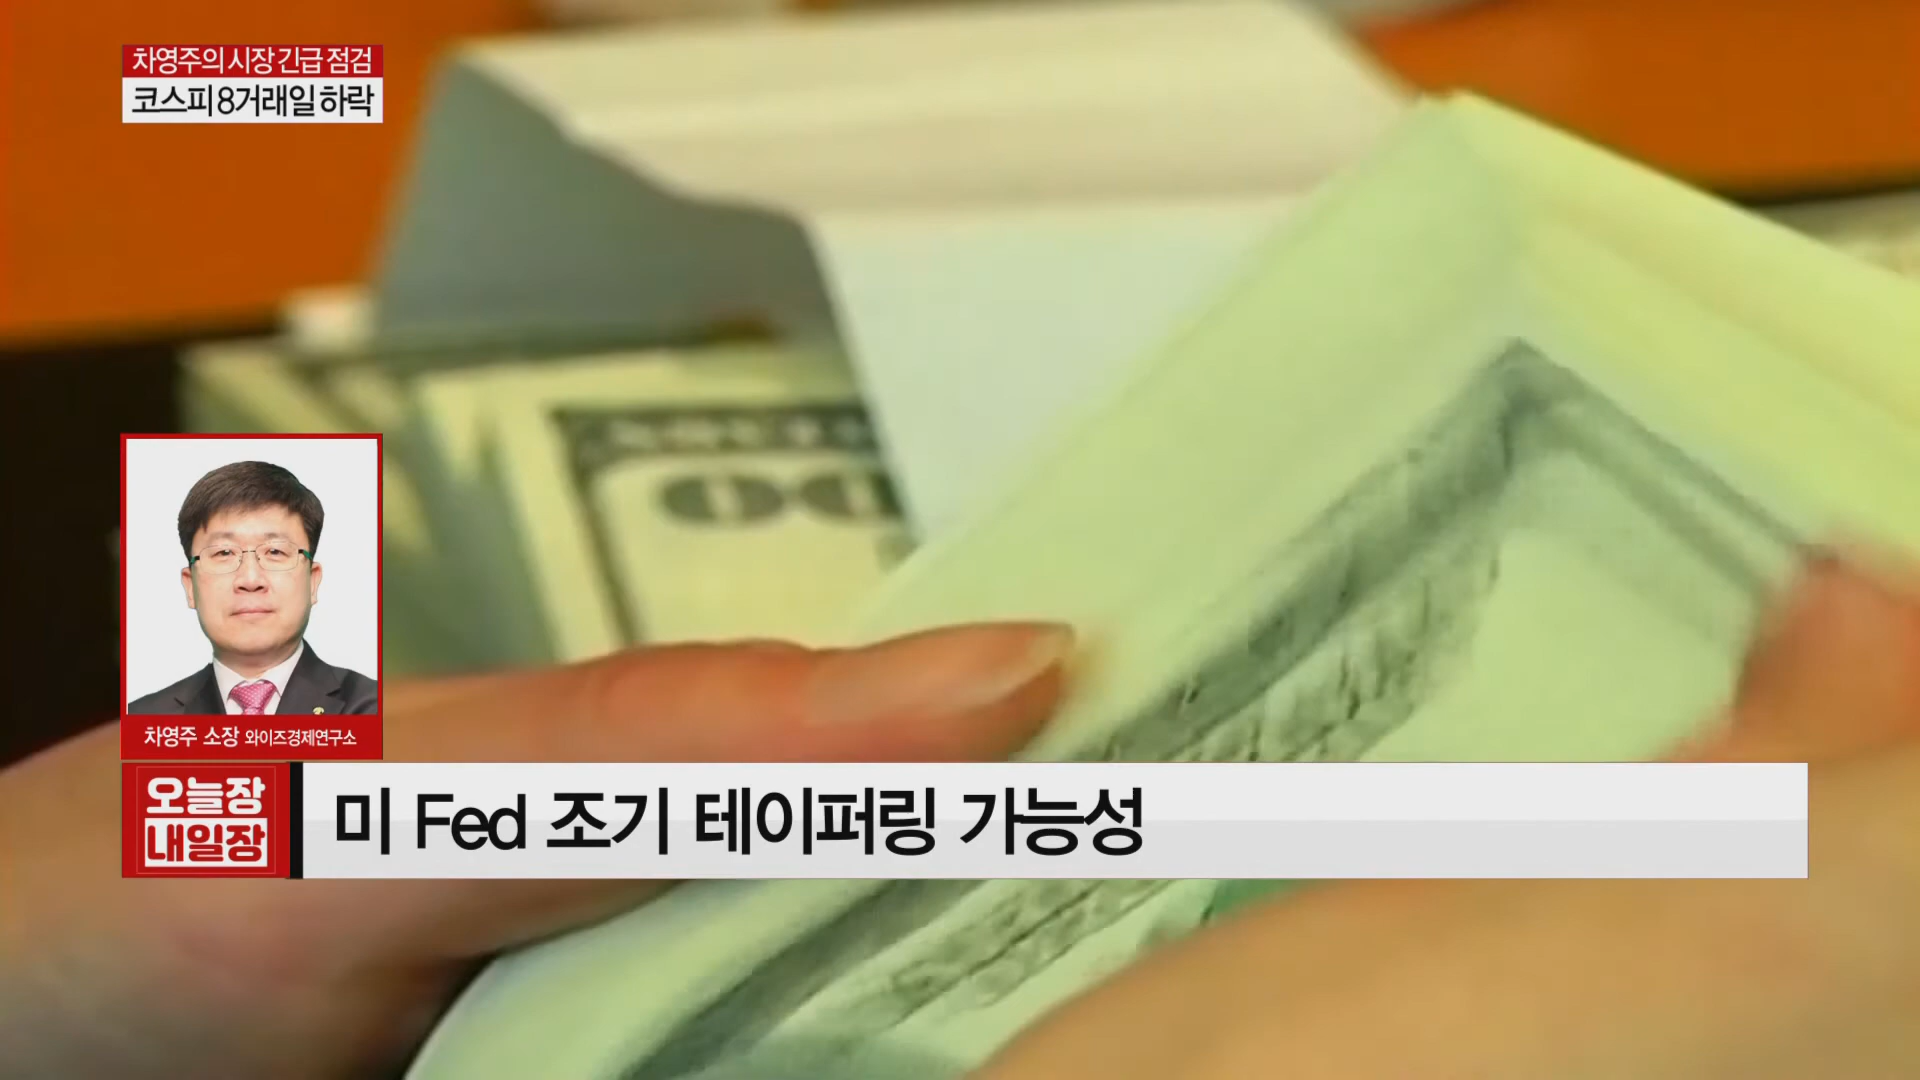 차영주의 시장 긴급 점검
코스피 8거래일 하락
차영주 소장 와이즈경제연구소
오늘장
내일장
미 Fed 조기 테이퍼링 가능성